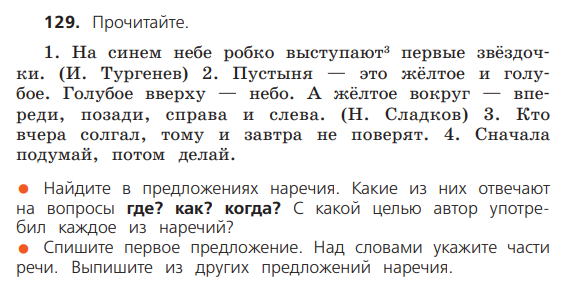 129. Прочитайте.
1. На синем небе робко выступают³ первые звёздоч-
ки. (И. Тургенев) 2. Пустыня — это жёлтое и голу-
бое. Голубое вверху — небо. А жёлтое вокруг — впе-
реди, позади, справа и слева. (Н. Сладков) 3. Кто
вчера солгал, тому и завтра не поверят. 4. Сначала
подумай, потом делай.
● Найдите в предложениях наречия. Какие из них отвечают
на вопросы где? как? когда? С какой целью автор употре-
бил каждое из наречий?
● Спишите первое предложение. Над словами укажите части
речи. Выпишите из других предложений наречия.